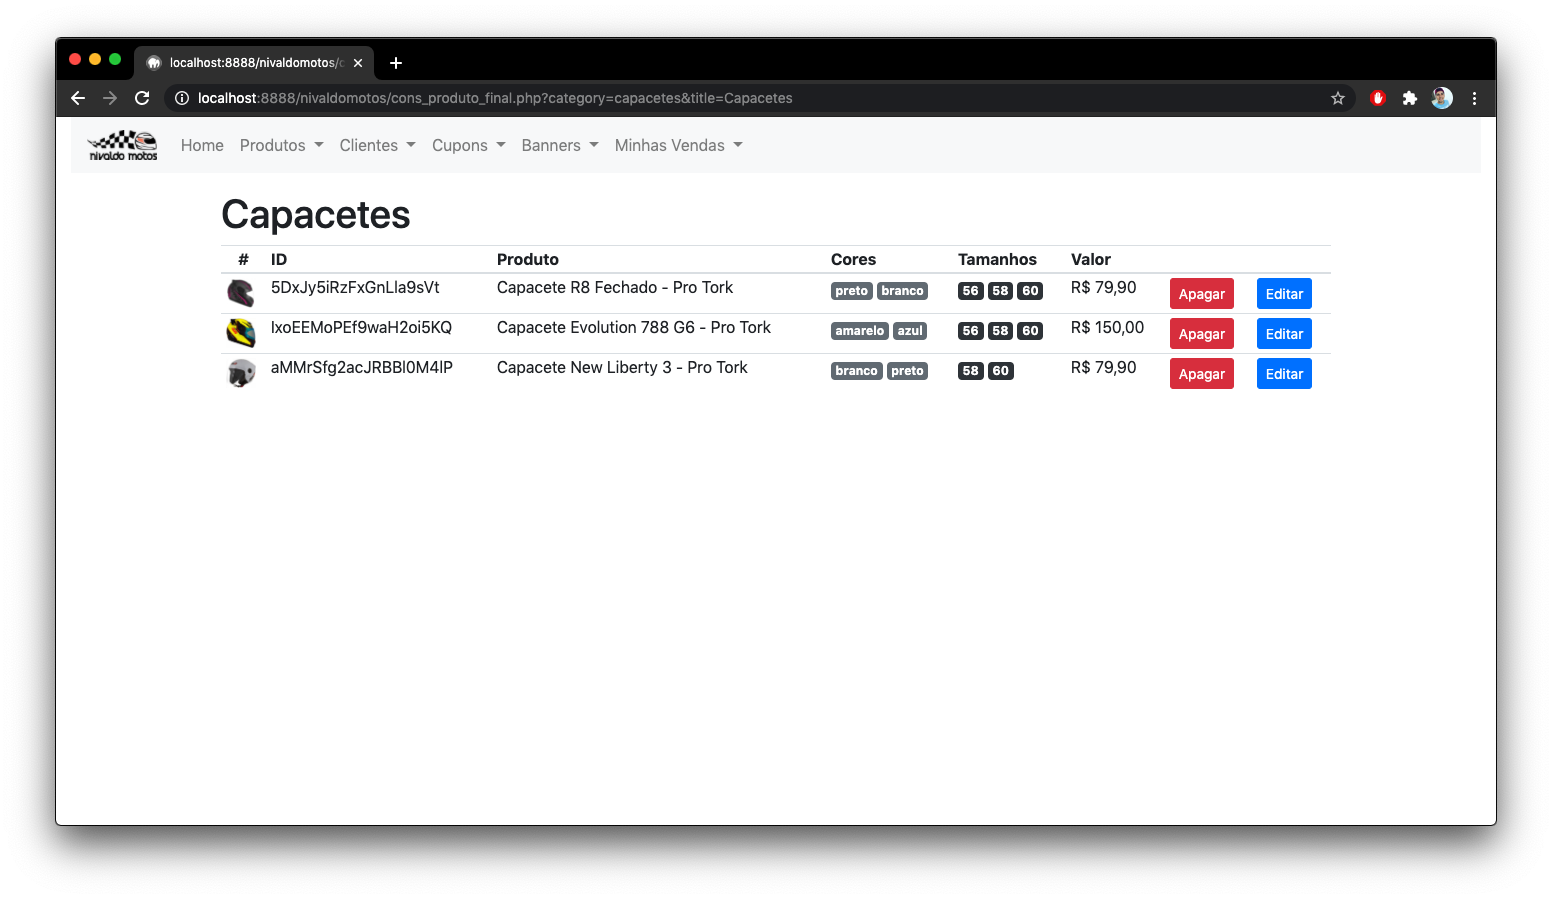 localhost:8888/nivaldomotos/c
localhost:8888/nivaldomotos/cons_produto_final.php?category=capacetes&title=Capacetes
nivaldo motos Home Produtos Clientes Cupons Banners Minhas Vendas
Capacetes
# ID Produto Cores Tamanhos Valor
5DxJy5iRzFxGnLla9sVt Capacete R8 Fechado - Pro Tork preto branco 56 58 60 R$ 79,90 Apagar Editar
lxoEEMoPEf9waH2oi5KQ Capacete Evolution 788 G6 - Pro Tork amarelo azul 56 58 60 R$ 150,00 Apagar Editar
aMMrSfg2acJRBBl0M4lP Capacete New Liberty 3 - Pro Tork branco preto 58 60 R$ 79,90 Apagar Editar